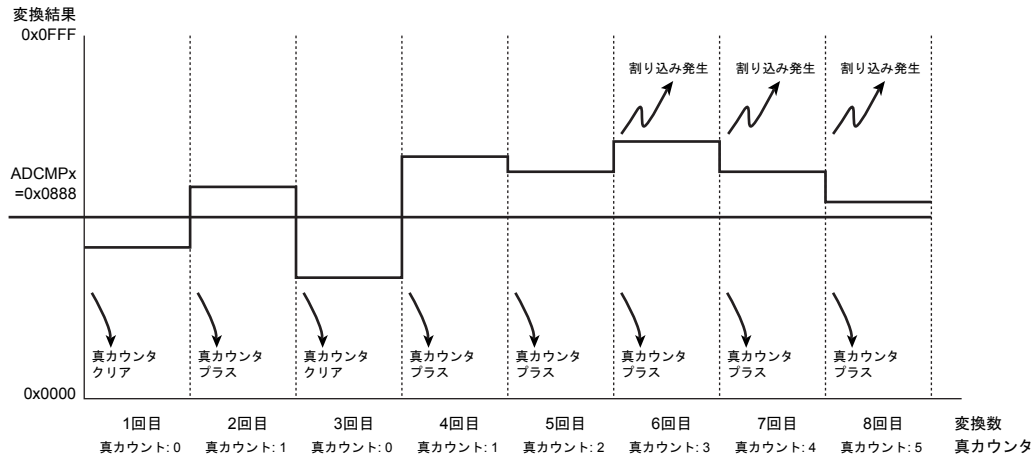 変換結果
0x0FFF
割り込み発生
割り込み発生
割り込み発生
ADCMPx
=0x0888
真カウンタ
クリア
真カウンタ
プラス
真カウンタ
クリア
真カウンタ
プラス
真カウンタ
プラス
真カウンタ
プラス
真カウンタ
プラス
真カウンタ
プラス
0x0000
1回目 2回目 3回目 4回目 5回目 6回目 7回目 8回目 変換数
真カウント: 0 真カウント: 1 真カウント: 0 真カウント: 1 真カウント: 2 真カウント: 3 真カウント: 4 真カウント: 5 真カウンタ